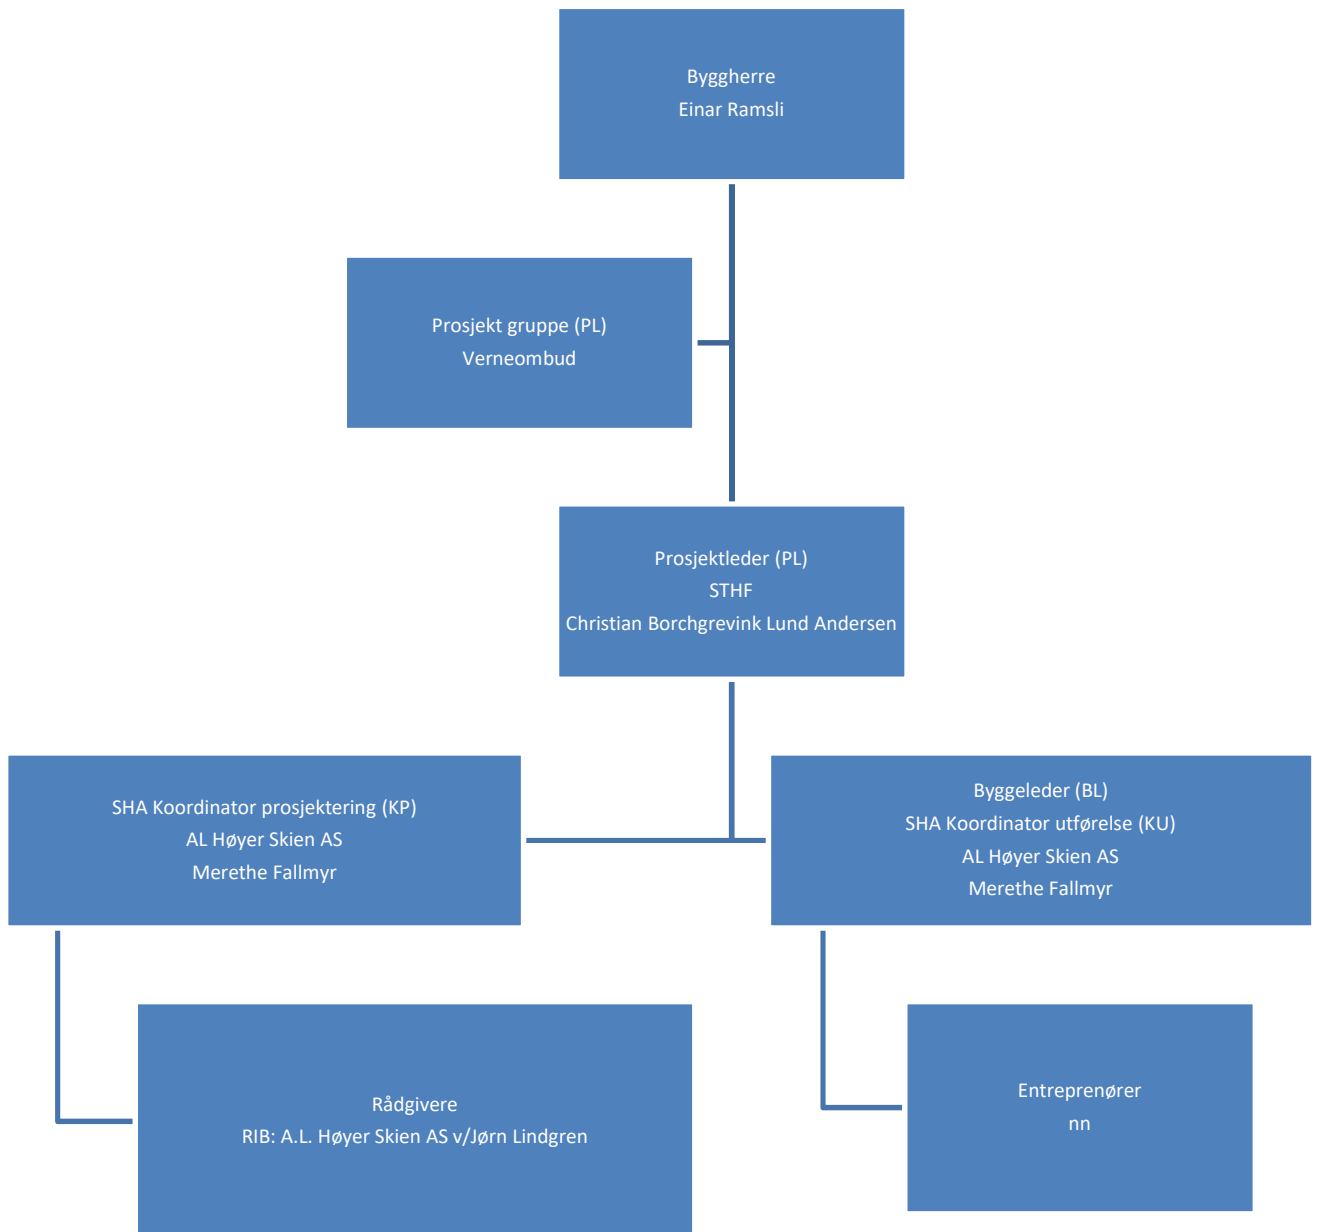 Byggherre
Einar Ramsli
Prosjekt gruppe (PL)
Verneombud
Prosjektleder (PL)
STHF
Christian Borchgrevink Lund Andersen
SHA Koordinator prosjektering (KP)
AL Høyer Skien AS
Merethe Fallmyr
Byggeleder (BL)
SHA Koordinator utførelse (KU)
AL Høyer Skien AS
Merethe Fallmyr
Rådgivere
RIB: A.L. Høyer Skien AS v/Jørn Lindgren
Entreprenører
nn